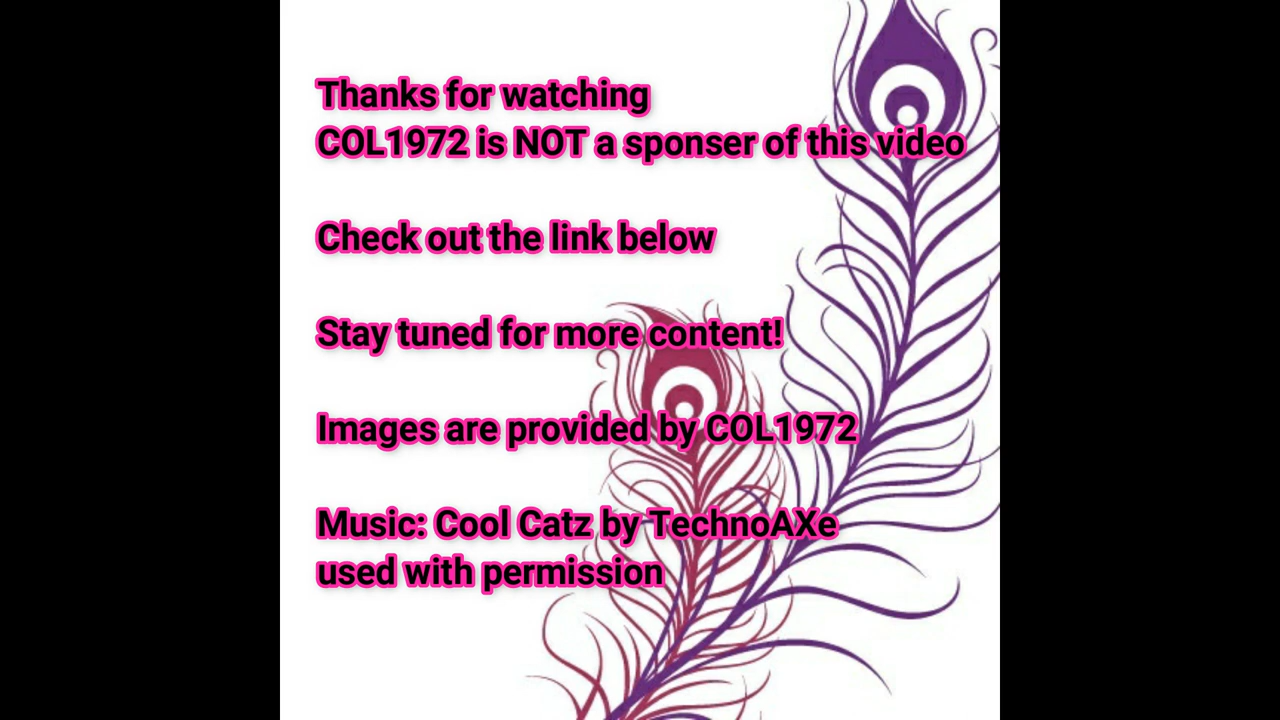 Thanks for watching
COL1972 is NOT a sponser of this video
Check out the link below
Stay tuned for more content!
Images are provided by COL1972
Music: Cool Catz by TechnoAXe
used with permission